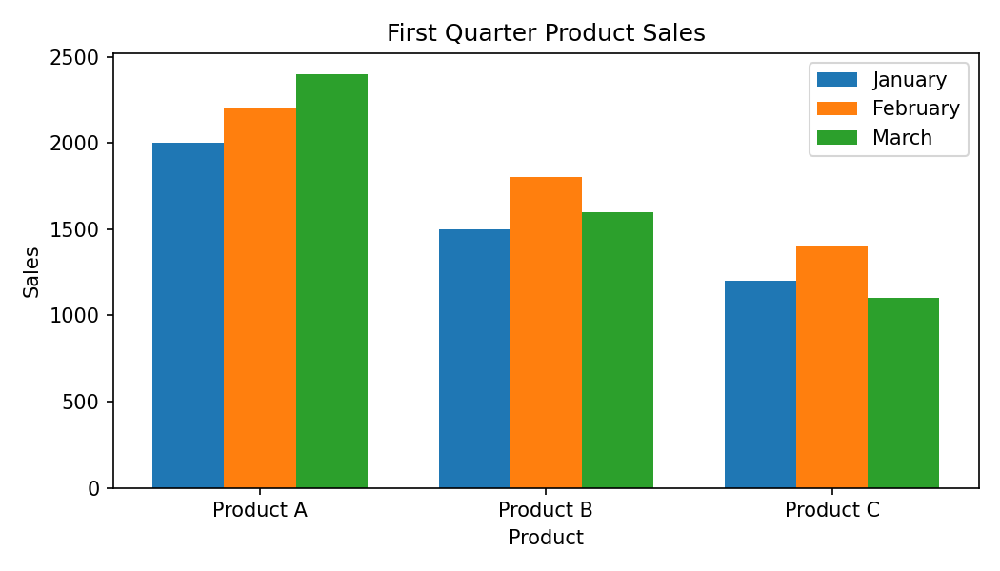 First Quarter Product Sales
January
February
March
2500
2000
1500
1000
500
0
Sales
Product A
Product B
Product C
Product